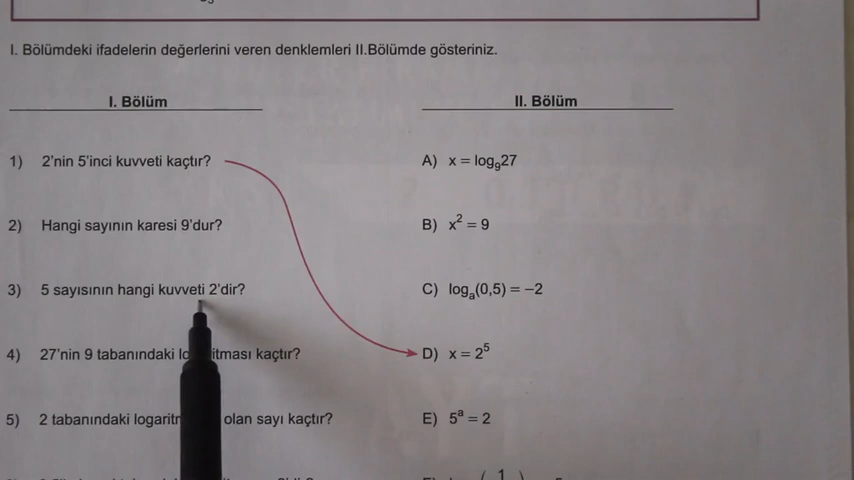 I. Bölümdeki ifadelerin değerlerini veren denklemleri II.Bölümde gösteriniz.
I. Bölüm
II. Bölüm
1) 2'nin 5'inci kuvveti kaçtır?
A) x = log₉27
2) Hangi sayının karesi 9'dur?
B) x² = 9
3) 5 sayısının hangi kuvveti 2'dir?
C) logₐ(0,5) = −2
4) 27'nin 9 tabanındaki itması kaçtır?
D) x = 2⁵
5) 2 tabanındaki olan sayı kaçtır?
E) 5ᵃ = 2